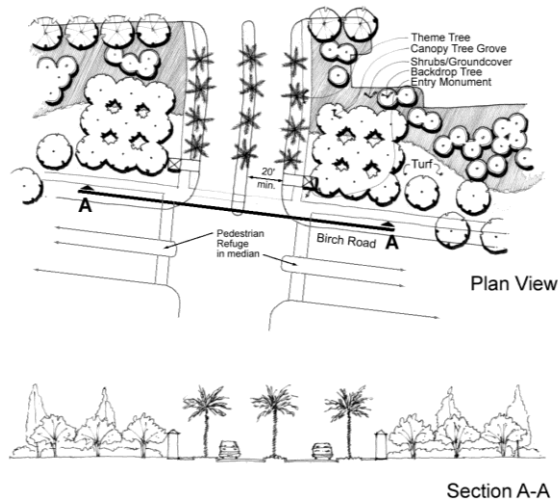 Theme Tree
Canopy Tree Grove
Shrubs/Groundcover
Backdrop Tree
Entry Monument
20'
min.
Turf
A
A
Pedestrian
Refuge
in median
Birch Road
Plan View
Section A-A